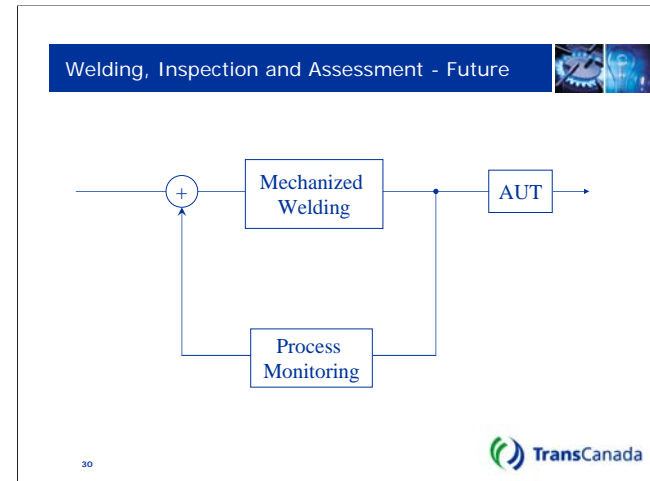 Welding, Inspection and Assessment - Future
+
Mechanized
Welding
AUT
Process
Monitoring
30
TransCanada